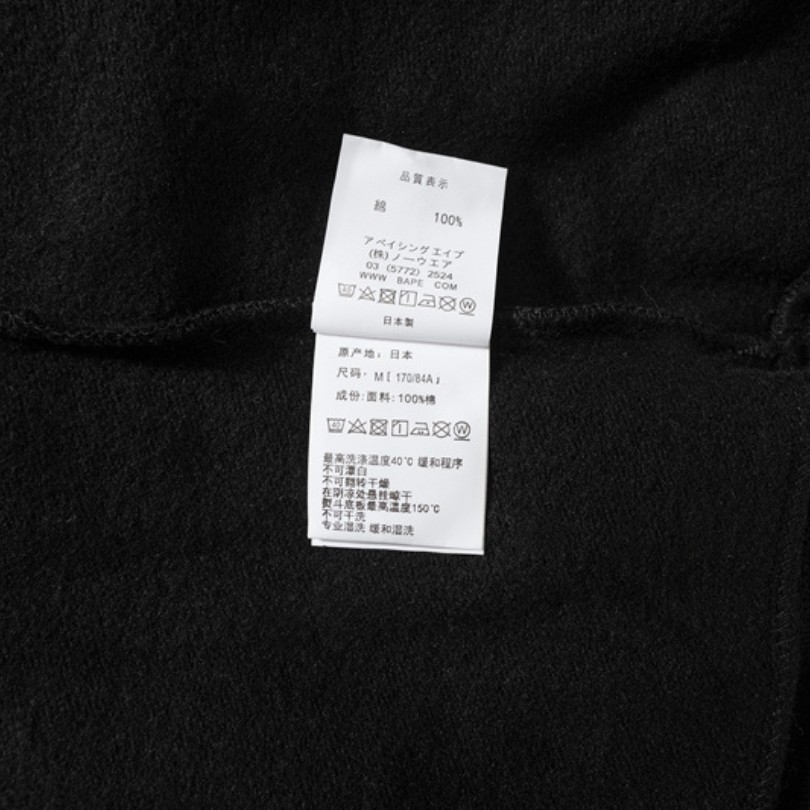 品質表示
綿 100%
アベイシングエイプ
(株)ノーウエア
03 (5772) 2524
WWW BAPE COM
40 W
日本製
原产地: 日本
尺码: M[ 170/84A]
成份:面料:100%棉
40 W
最高洗涤温度40℃ 缓和程序
不可漂白
不可翻转干燥
在阴凉处悬挂晾干
熨斗底板最高温度150℃
不可干洗
专业湿洗 缓和湿洗